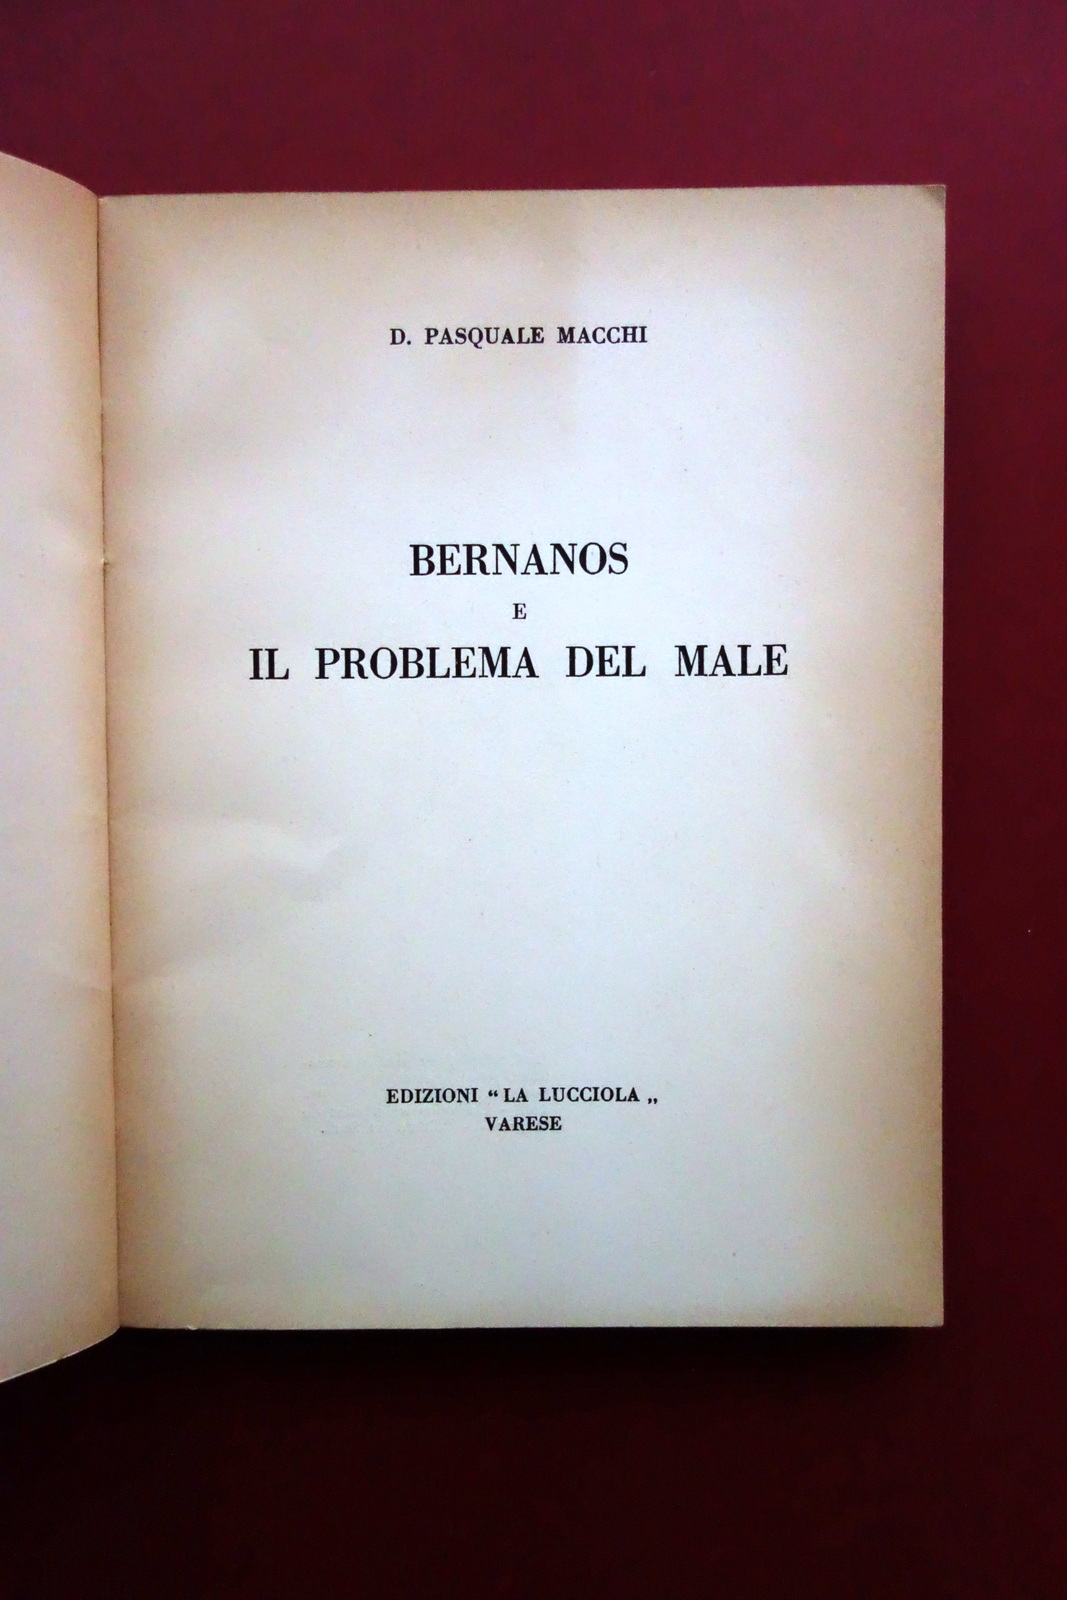 D. PASQUALE MACCHI
BERNANOS
E
IL PROBLEMA DEL MALE
EDIZIONI “ LA LUCCIOLA „
VARESE